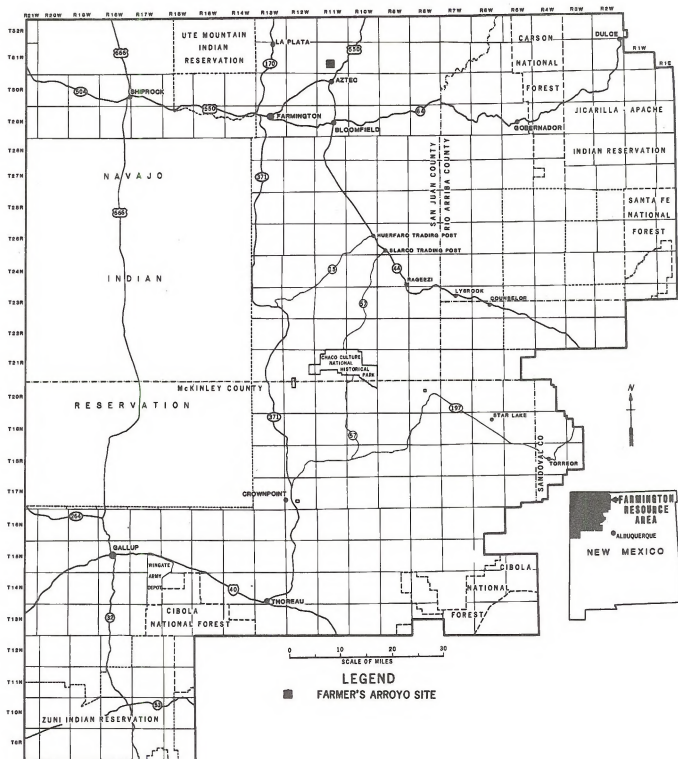 R21W R20W R19W R18W R16W R15W R14W R13W R12W R11W R10W R9W R8W R6W R5W R4W R3W R2W
T32N
T31N
T30N
T29N
T28N
T27N
T26N
T25N
T24N
T23N
T22N
T21N
T20N
T19N
T18N
T17N
T16N
T15N
T14N
T13N
T12N
T11N
T10N
R1W
R1E
UTE MOUNTAIN
INDIAN
RESERVATION
LA PLATA
666
170
550
AZTEC
CARSON
NATIONAL
FOREST
DULCE
504
SHIPROCK
550
FARMINGTON
BLOOMFIELD
64
GOBERNADOR
JICARILLA - APACHE
INDIAN RESERVATION
NAVAJO
INDIAN
RESERVATION
371
666
SAN JUAN COUNTY
RIO ARRIBA COUNTY
SANTA FE
NATIONAL
FOREST
HUERFANO TRADING POST
BLANCO TRADING POST
44
NAGEEZI
LYBROOK
COUNSELOR
57
CHACO CULTURE
NATIONAL
HISTORICAL
PARK
MCKINLEY COUNTY
371
57
197
STAR LAKE
TORREON
SANDOVAL CO
CROWNPOINT
264
GALLUP
WINGATE
ARMY
DEPOT
40
THOREAU
CIBOLA
NATIONAL FOREST
CIBOLA
NATIONAL
FOREST
32
53
ZUNI INDIAN RESERVATION
N
FARMINGTON
RESOURCE
AREA
ALBUQUERQUE
NEW MEXICO
0 10 20 30
SCALE OF MILES
LEGEND
FARMER'S ARROYO SITE